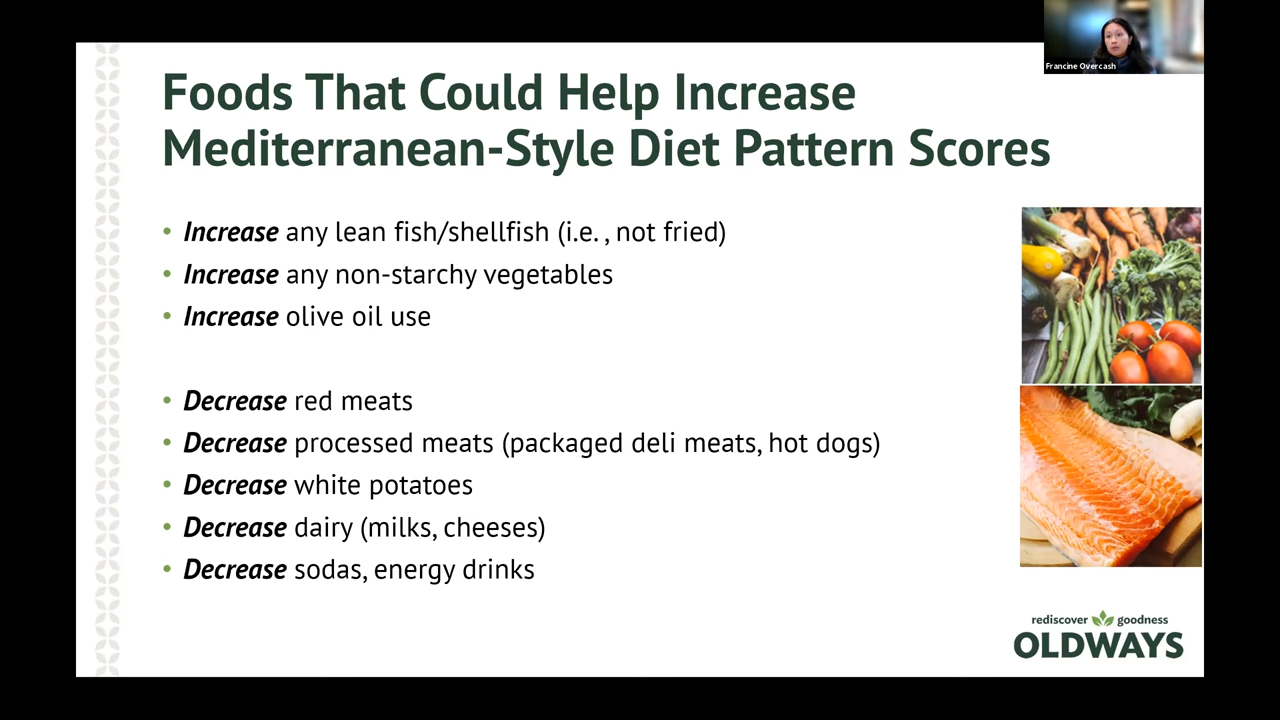 Francine Overcash
Foods That Could Help Increase
Mediterranean-Style Diet Pattern Scores
• Increase any lean fish/shellfish (i.e. , not fried)
• Increase any non-starchy vegetables
• Increase olive oil use
• Decrease red meats
• Decrease processed meats (packaged deli meats, hot dogs)
• Decrease white potatoes
• Decrease dairy (milks, cheeses)
• Decrease sodas, energy drinks
rediscover goodness
OLDWAYS